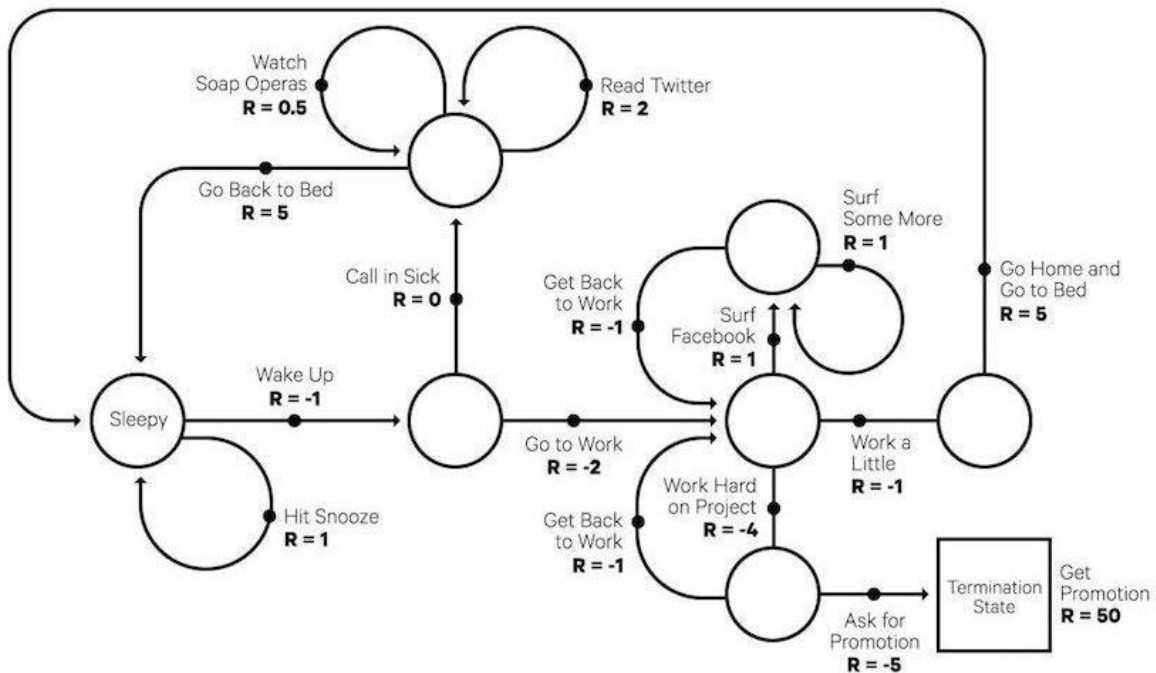 Watch
Soap Operas
R = 0.5
Read Twitter
R = 2
Go Back to Bed
R = 5
Surf
Some More
R = 1
Call in Sick
R = 0
Get Back
to Work
R = -1
Surf
Facebook
R = 1
Go Home and
Go to Bed
R = 5
Sleepy
Wake Up
R = -1
Go to Work
R = -2
Work a
Little
R = -1
Hit Snooze
R = 1
Work Hard
on Project
R = -4
Get Back
to Work
R = -1
Termination
State
Get
Promotion
R = 50
Ask for
Promotion
R = -5